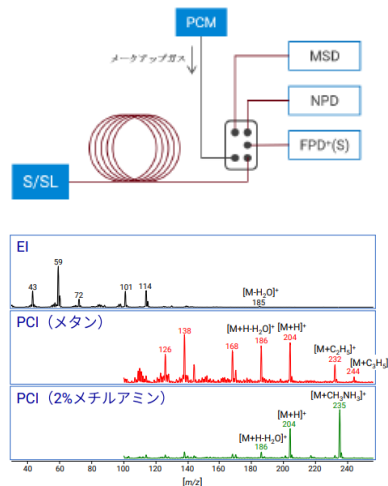 PCM
メークアップガス
MSD
NPD
FPD⁺(S)
S/SL
EI
59
43
72
101
114
[M-H₂O]⁺
185
PCI（メタン）
138
126
168
[M+H-H₂O]⁺
186
[M+H]⁺
204
[M+C₂H₅]⁺
232
[M+C₃H₅]
244
PCI（2%メチルアミン）
[M+CH₃NH₃]⁺
235
[M+H]⁺
204
[M+H-H₂O]⁺
186
40 60 80 100 120 140 160 180 200 220 240
[m/z]